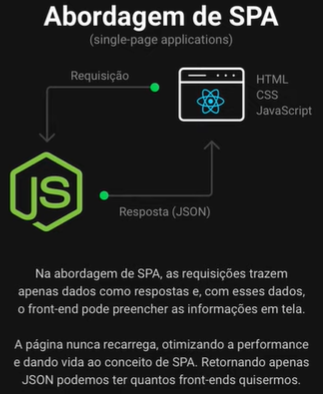 Abordagem de SPA
(single-page applications)
Requisição
HTML
CSS
JavaScript
JS
Resposta (JSON)
Na abordagem de SPA, as requisições trazem
apenas dados como respostas e, com esses dados,
o front-end pode preencher as informações em tela.
A página nunca recarrega, otimizando a performance
e dando vida ao conceito de SPA. Retornando apenas
JSON podemos ter quantos front-ends quisermos.